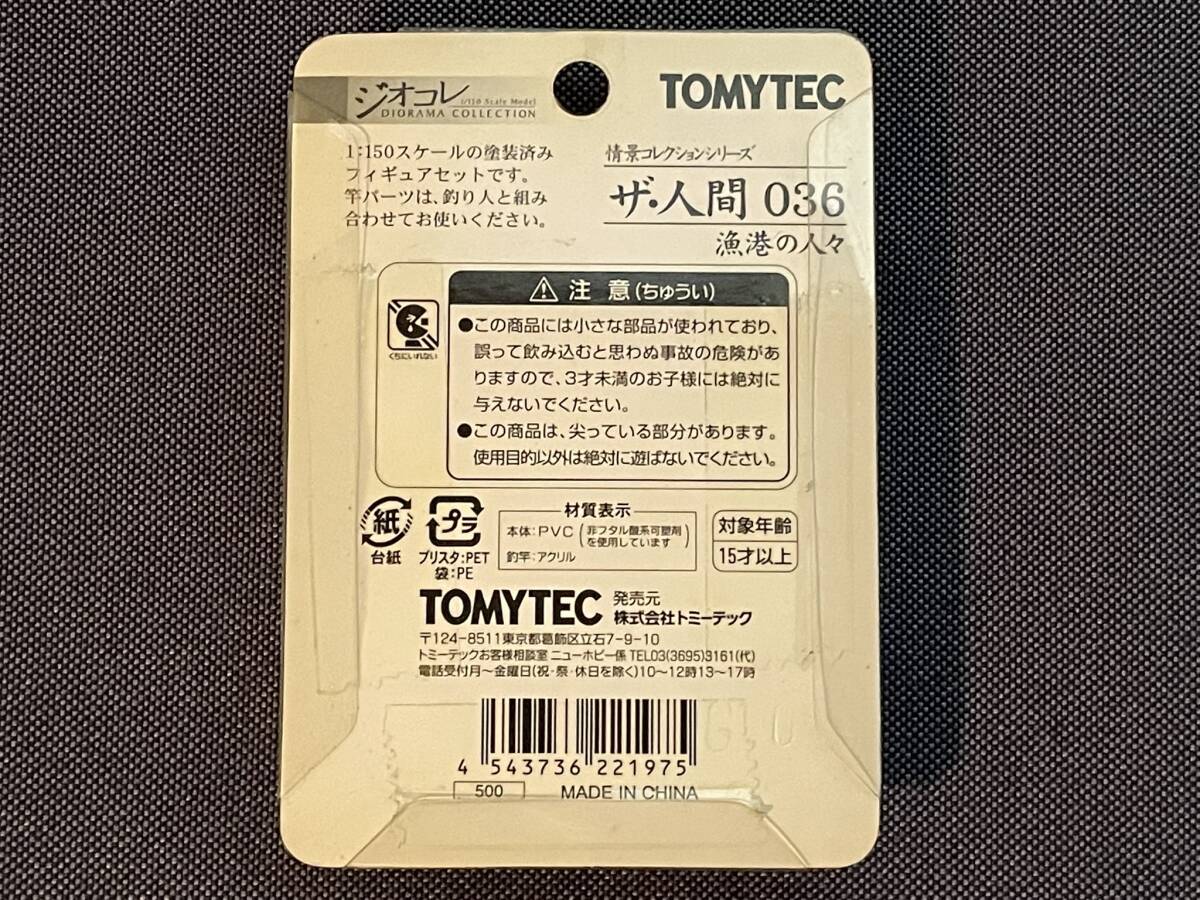 ジオコレ
1/150 Scale Model
DIORAMA COLLECTION
TOMYTEC
1:150スケールの塗装済み
フィギュアセットです。
竿パーツは、釣り人と組み
合わせてお使いください。
情景コレクションシリーズ
ザ・人間 036
漁港の人々
注 意(ちゅうい)
くちにいれない
●この商品には小さな部品が使われており、
誤って飲み込むと思わぬ事故の危険があ
りますので、3才未満のお子様には絶対に
与えないでください。
●この商品は、尖っている部分があります。
使用目的以外は絶対に遊ばないでください。
紙
台紙
プラ
ブリスタ:PET
袋:PE
材質表示
本体:PVC(非フタル酸系可塑剤
を使用しています)
釣竿:アクリル
対象年齢
15才以上
TOMYTEC
発売元
株式会社トミーテック
〒124-8511東京都葛飾区立石7-9-10
トミーテックお客様相談室 ニューホビー係 TEL03(3695)3161(代)
電話受付月〜金曜日(祝・祭・休日を除く)10〜12時13〜17時
4 543736 221975
500
MADE IN CHINA